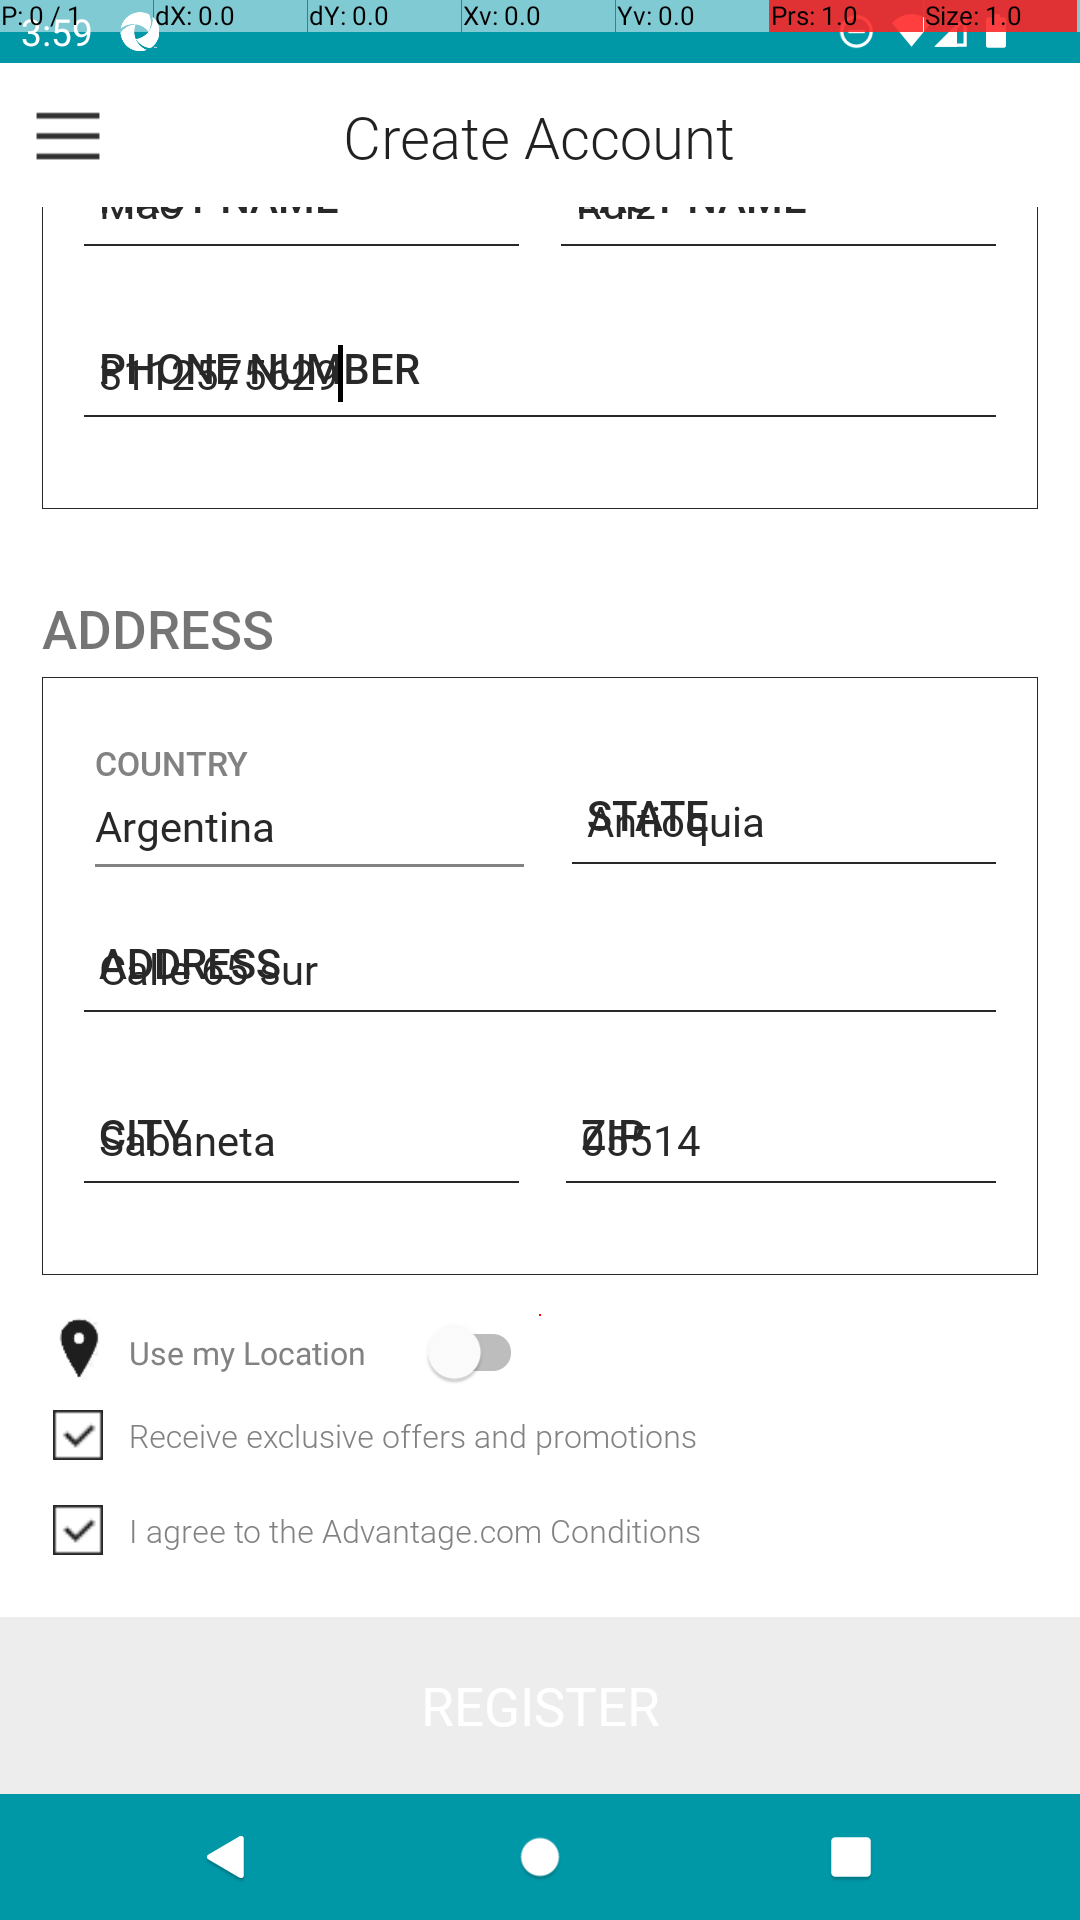 P: 0 / 1 dX: 0.0 dY: 0.0 Xv: 0.0 Yv: 0.0 Prs: 1.0 Size: 1.0
3:59
Create Account
NAME NAME
PHONE NUMBER
3112575629
ADDRESS
COUNTRY
Argentina
STATE
Antioquia
ADDRESS
Calle 65 sur
CITY ZIP
Sabaneta 05514
Use my Location
Receive exclusive offers and promotions
I agree to the Advantage.com Conditions
REGISTER